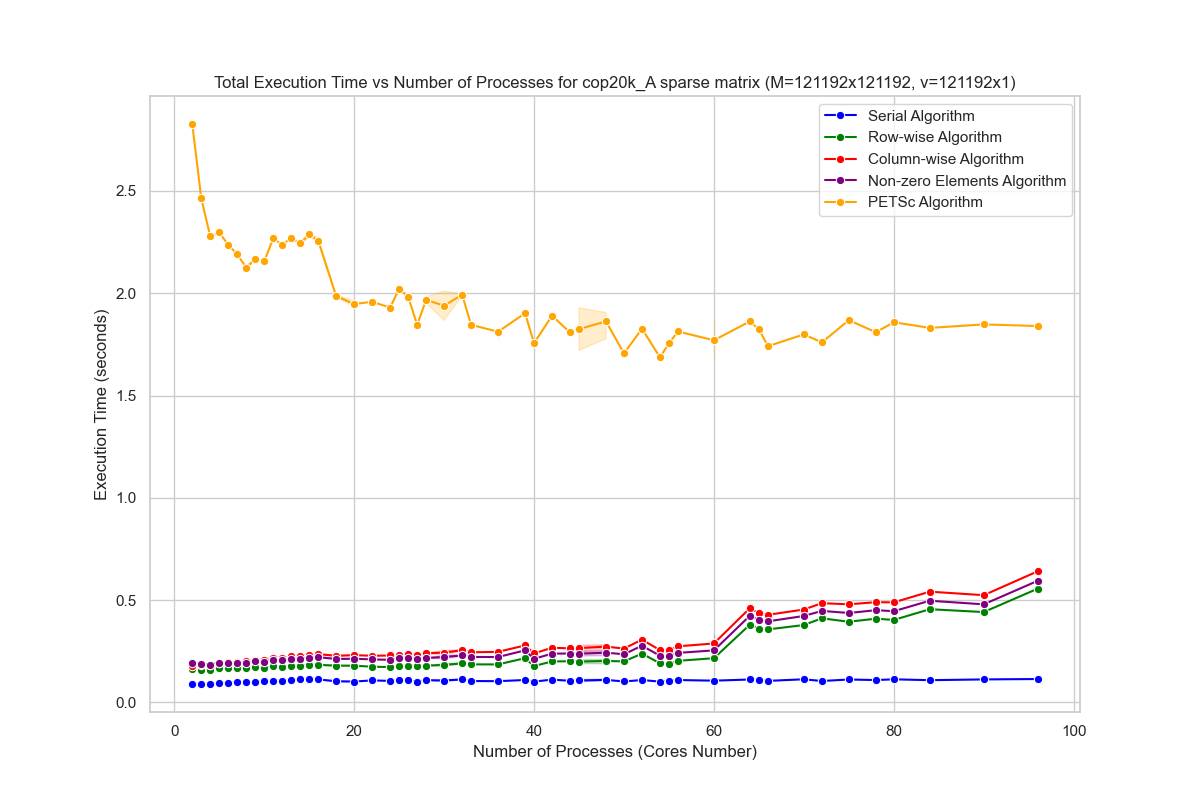 Total Execution Time vs Number of Processes for cop20k_A sparse matrix (M=121192x121192, v=121192x1)
Serial Algorithm
Row-wise Algorithm
Column-wise Algorithm
Non-zero Elements Algorithm
PETSc Algorithm
Execution Time (seconds)
2.5
2.0
1.5
1.0
0.5
0.0
0 20 40 60 80 100
Number of Processes (Cores Number)